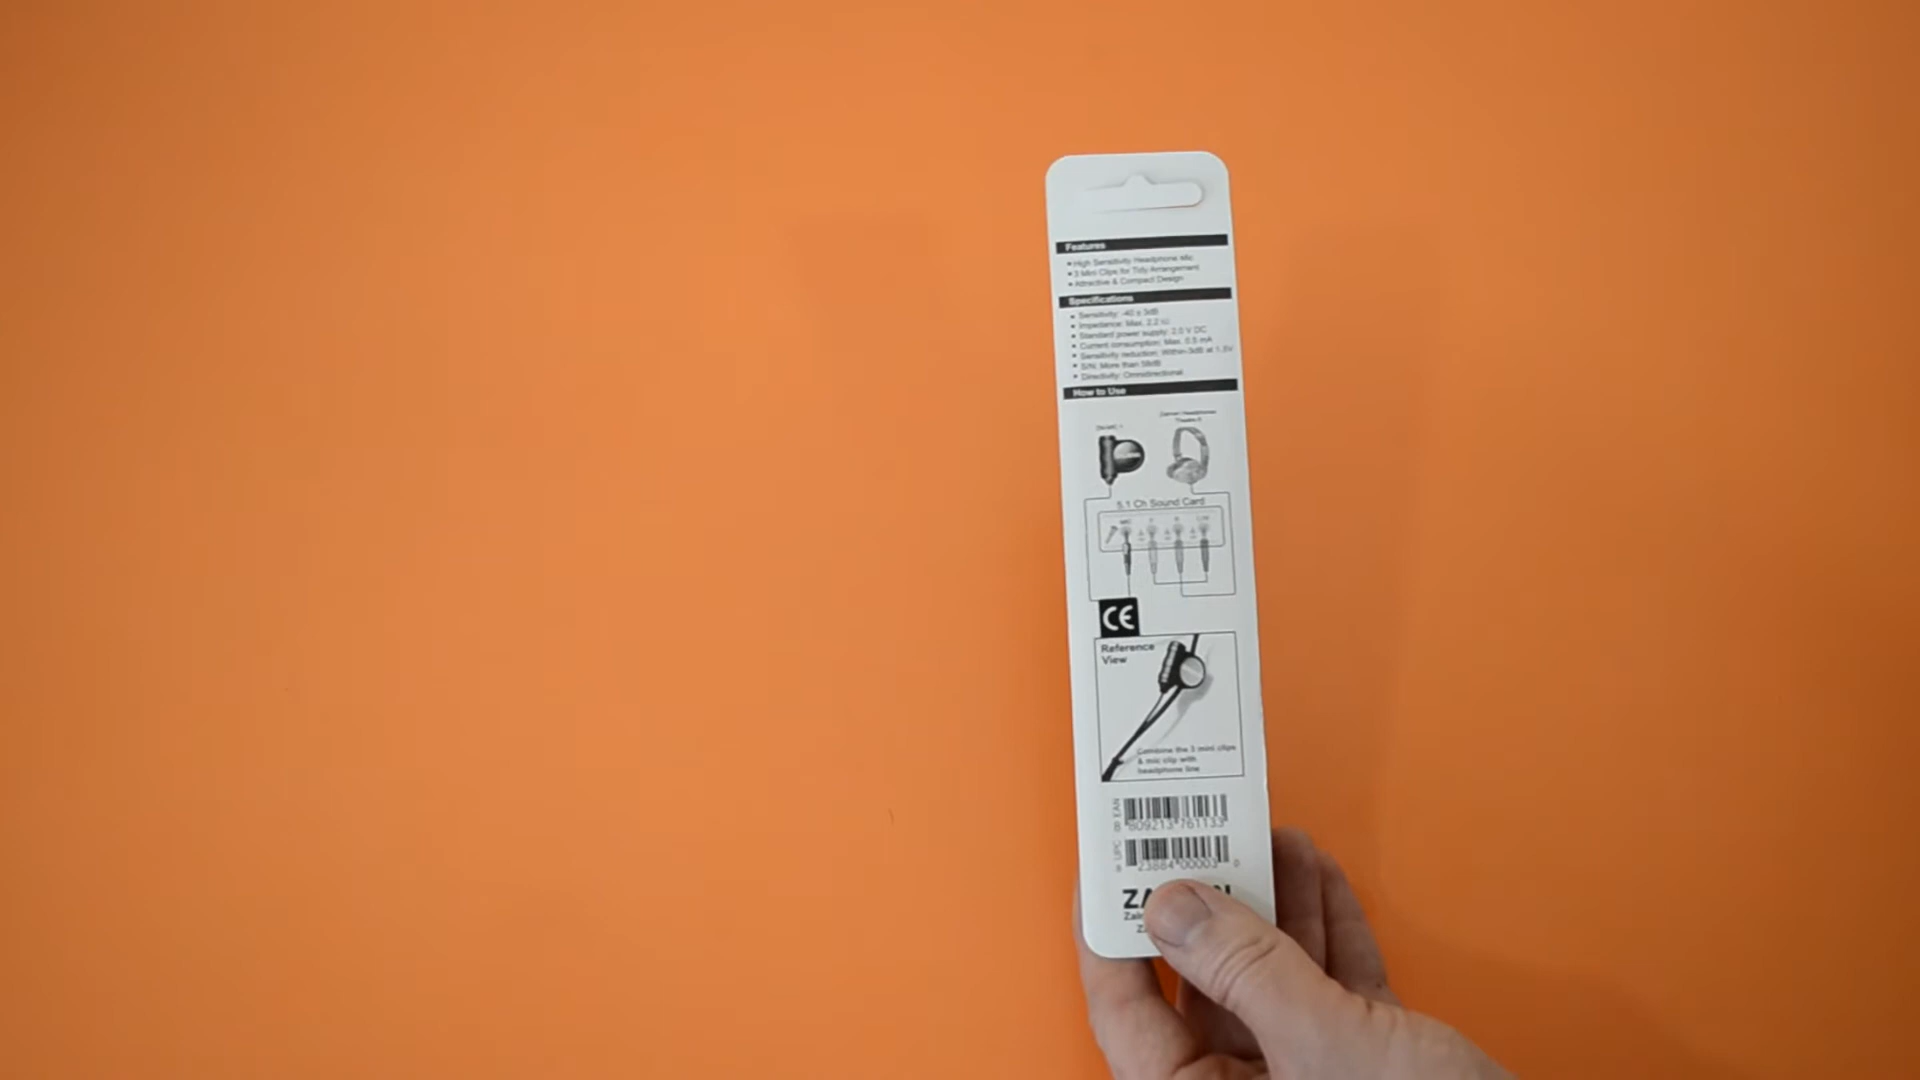 Features
• High Sensitivity Headphone Mic
• 3 Mini Clips for Tidy Arrangement
• Attractive & Compact Design
Specifications
• Sensitivity: -40 ± 3dB
• Impedance: Max. 2.2
• Standard power supply: 2.0 V DC
• Current consumption: Max. 0.5 mA
• Sensitivity reduction: Within-3dB at 1.5V
• S/N: More than 58dB
• Directivity: Omnidirectional
How to Use
Zalman Headphones
5.1 Ch Sound Card
MIC
CE
Reference
View
Combine the 3 mini clips
& mic clip with
headphone line
EAN
8 809213 761133
UPC
8 23884 00003 0